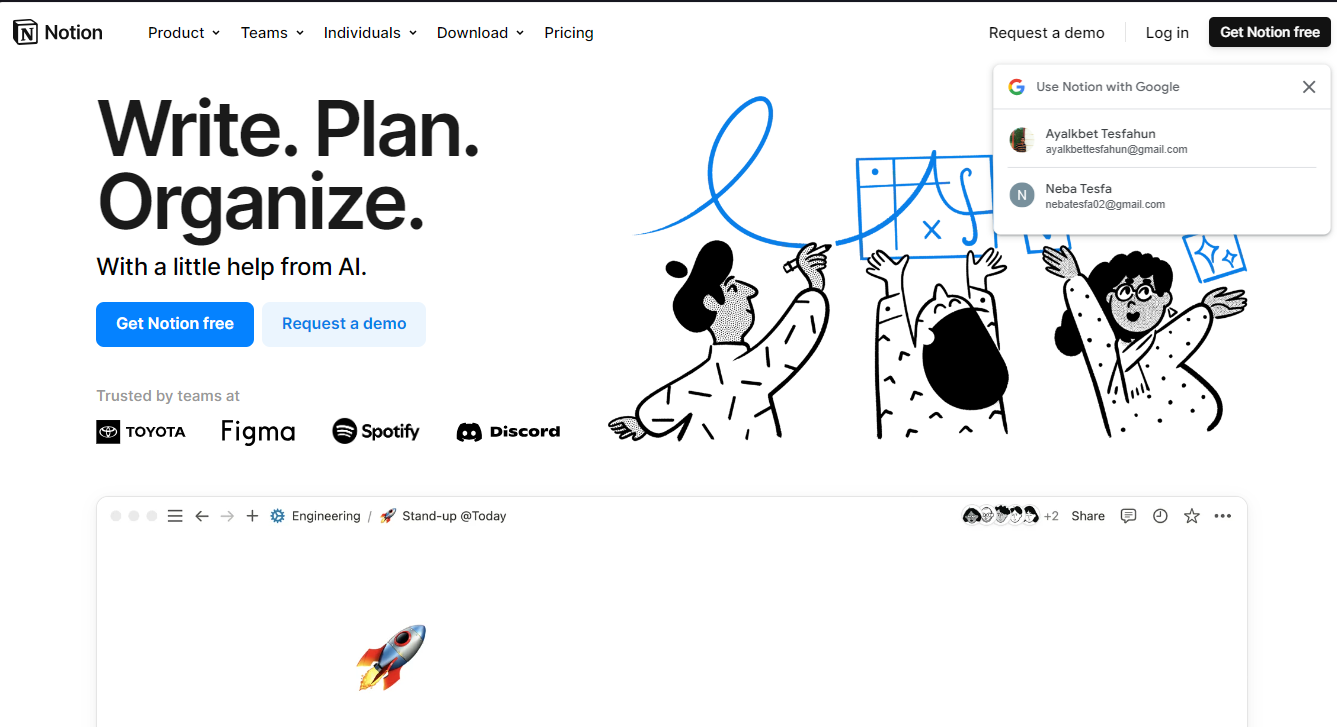 Notion
Product Teams Individuals Download Pricing
Request a demo Log in Get Notion free
Use Notion with Google
Ayalkbet Tesfahun
ayalkbettesfahun@gmail.com
N Neba Tesfa
nebatesfa02@gmail.com
Write. Plan.
Organize.
With a little help from AI.
Get Notion free Request a demo
Trusted by teams at
TOYOTA Figma Spotify Discord
Engineering / Stand-up @Today
+2 Share